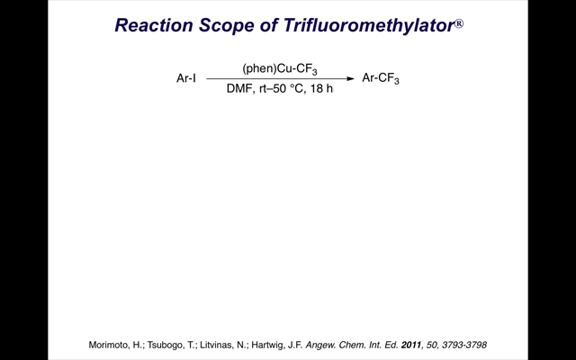 Reaction Scope of Trifluoromethylator®
(phen)Cu-CF3
Ar-I
Ar-CF3
DMF, rt–50 °C, 18 h
Morimoto, H.; Tsubogo, T.; Litvinas, N.; Hartwig, J.F. Angew. Chem. Int. Ed. 2011, 50, 3793-3798